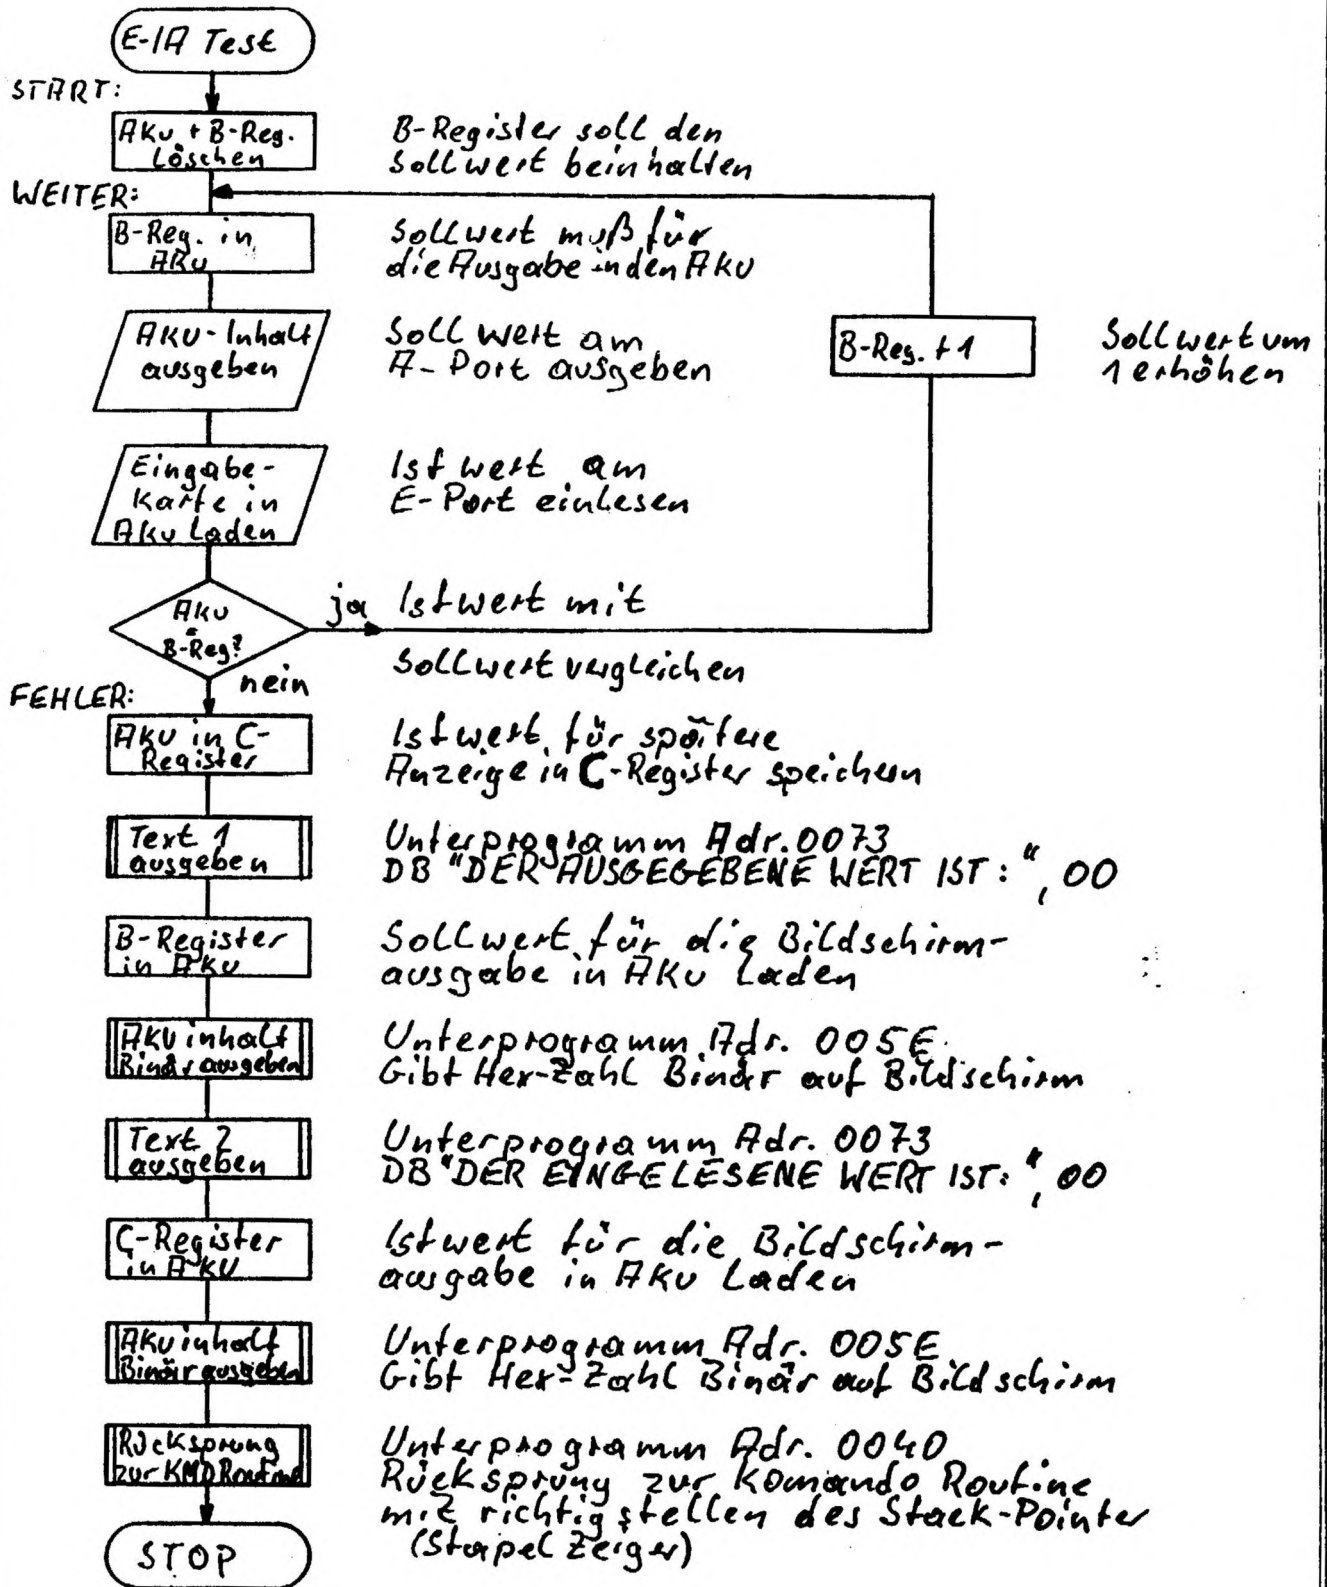 E-/A Test
START:
Aku + B-Reg.
Löschen
B-Register soll den
Sollwert beinhalten
WEITER:
B-Reg. in
AKU
Sollwert muß für
die Ausgabe in den AKU
AKU-Inhalt
ausgeben
Soll Wert am
A-Port ausgeben
B-Reg. +1
Sollwert um
1 erhöhen
Eingabe-
Karte in
AKU Laden
Istwert am
E-Port einlesen
AKU
=
B-Reg?
ja
Istwert mit
Sollwert vergleichen
nein
FEHLER:
AKU in C-
Register
Istwert für spätere
Anzeige in C-Register speichern
Text 1
ausgeben
Unterprogramm Adr. 0073
DB "DER AUSGEGEBENE WERT IST: ", 00
B-Register
in AKU
Sollwert für die Bildschirm-
ausgabe in AKU Laden
AKU inhalt
Binär ausgeben
Unterprogramm Adr. 005E
Gibt Hex-Zahl Binär auf Bildschirm
Text 2
ausgeben
Unterprogramm Adr. 0073
DB "DER EINGELESENE WERT IST: ", 00
C-Register
in AKU
Istwert für die Bildschirm-
ausgabe in AKU Laden
AKU inhalt
Binär ausgeben
Unterprogramm Adr. 005E
Gibt Hex-Zahl Binär auf Bildschirm
Rücksprung
zur KMD Routine
Unterprogramm Adr. 0040
Rücksprung zur Komando Routine
mit richtig stellen des Stack-Pointer
(Stapel Zeiger)
STOP